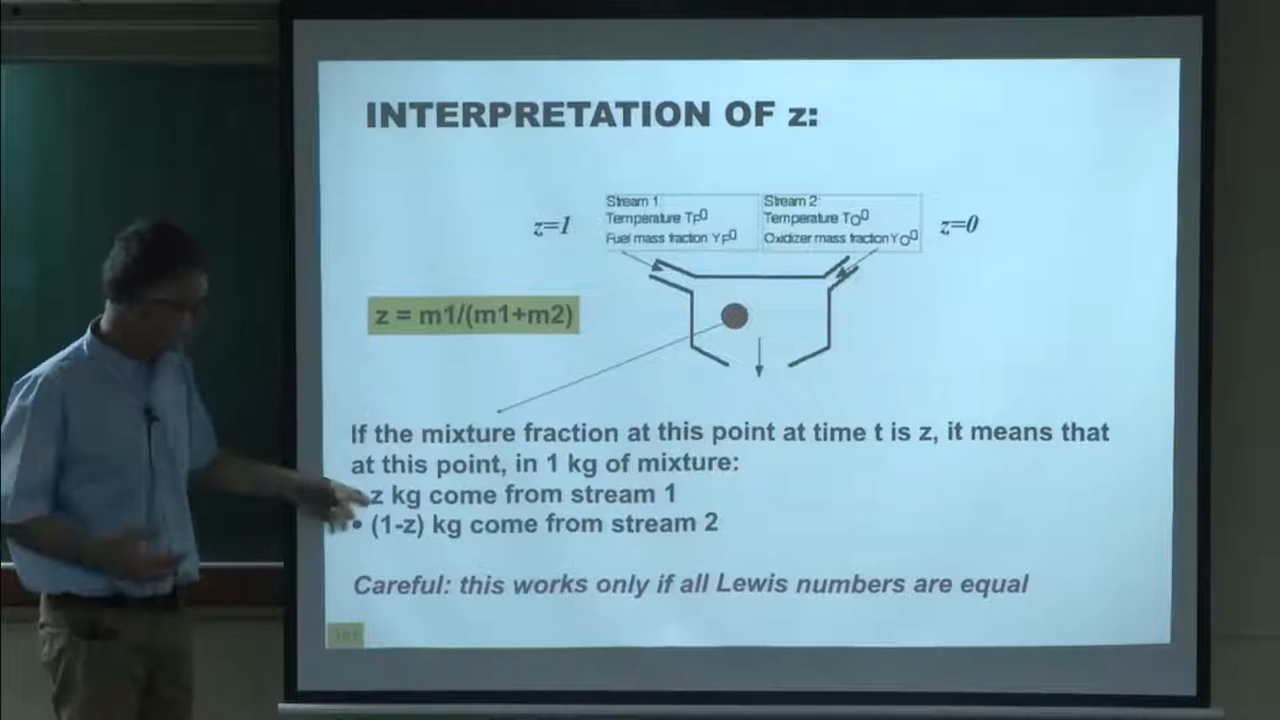 INTERPRETATION OF z:
z=1
Stream 1:
Temperature TF0
Fuel mass fraction YF0
Stream 2:
Temperature TO0
Oxidizer mass fraction YO0
z=0
z = m1/(m1+m2)
If the mixture fraction at this point at time t is z, it means that
at this point, in 1 kg of mixture:
z kg come from stream 1
• (1-z) kg come from stream 2
Careful: this works only if all Lewis numbers are equal